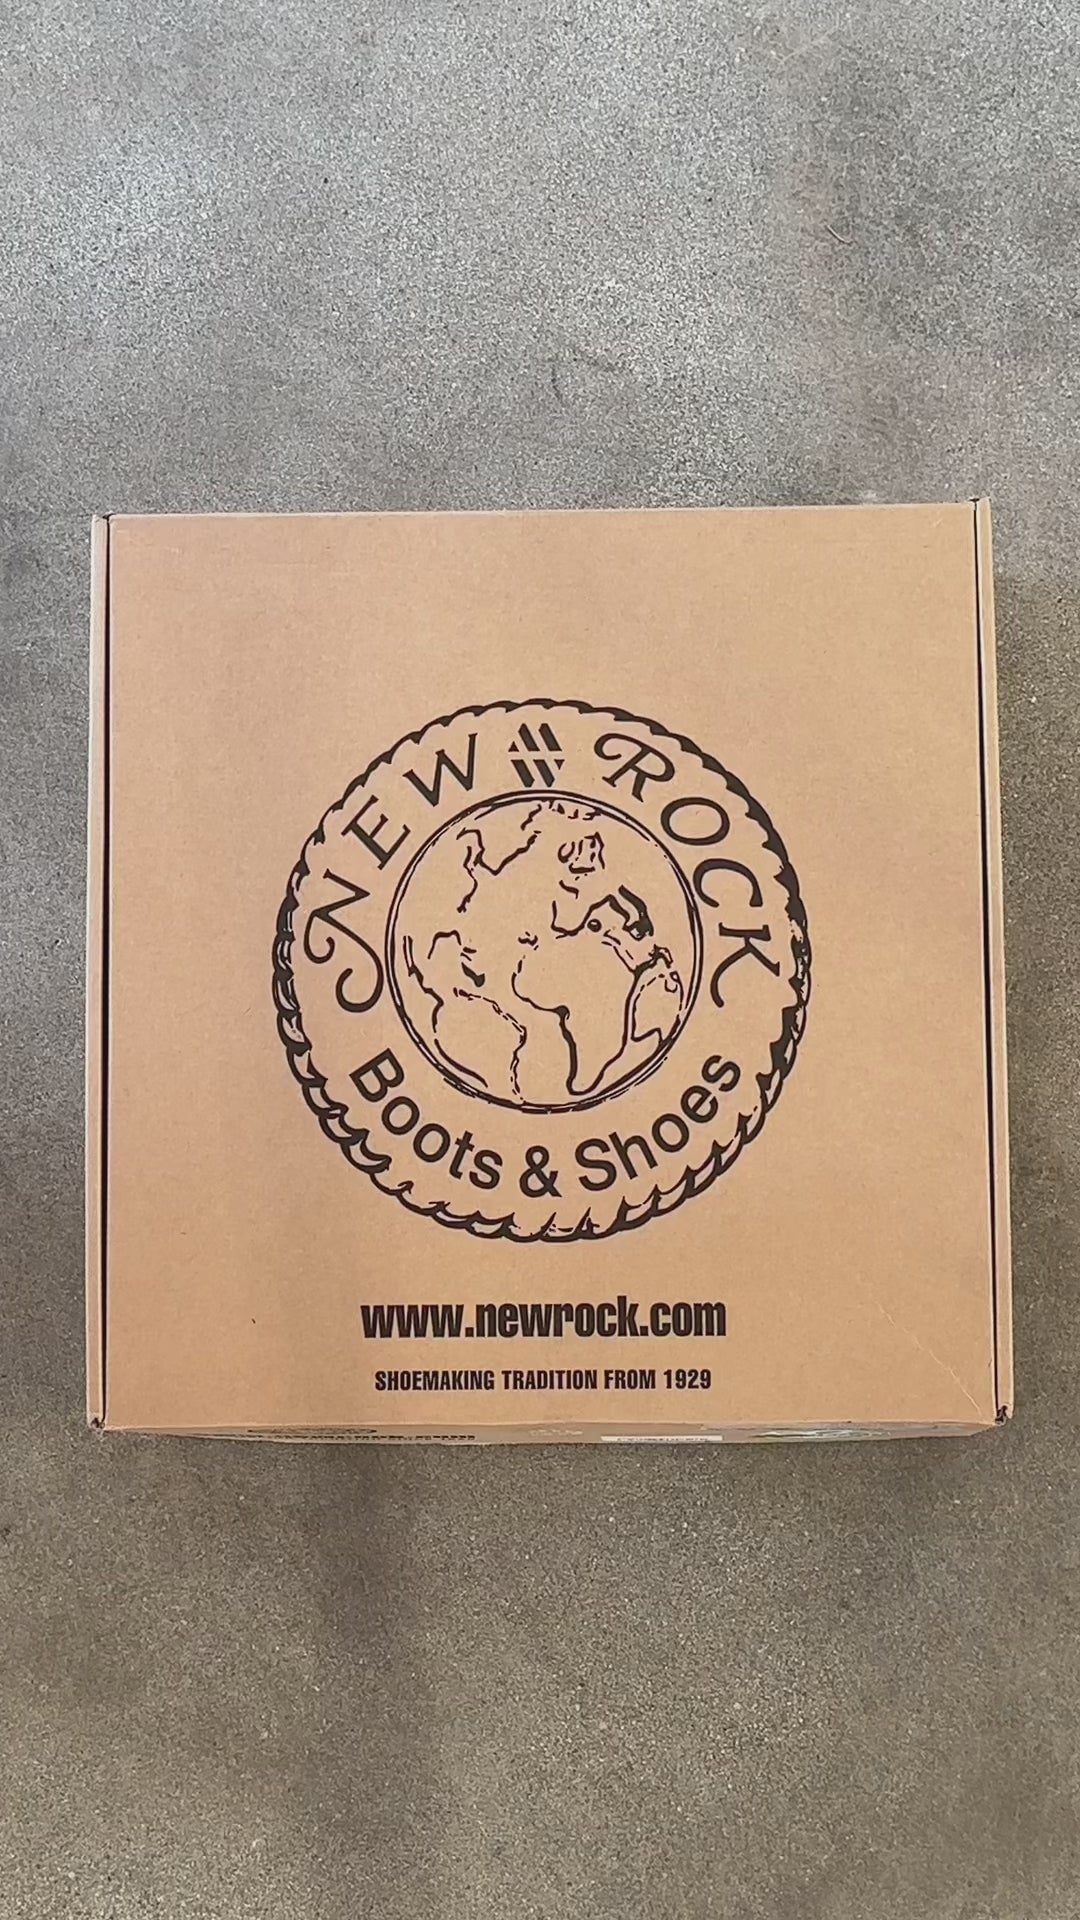 NEW ROCK
Boots & Shoes
www.newrock.com
SHOEMAKING TRADITION FROM 1929